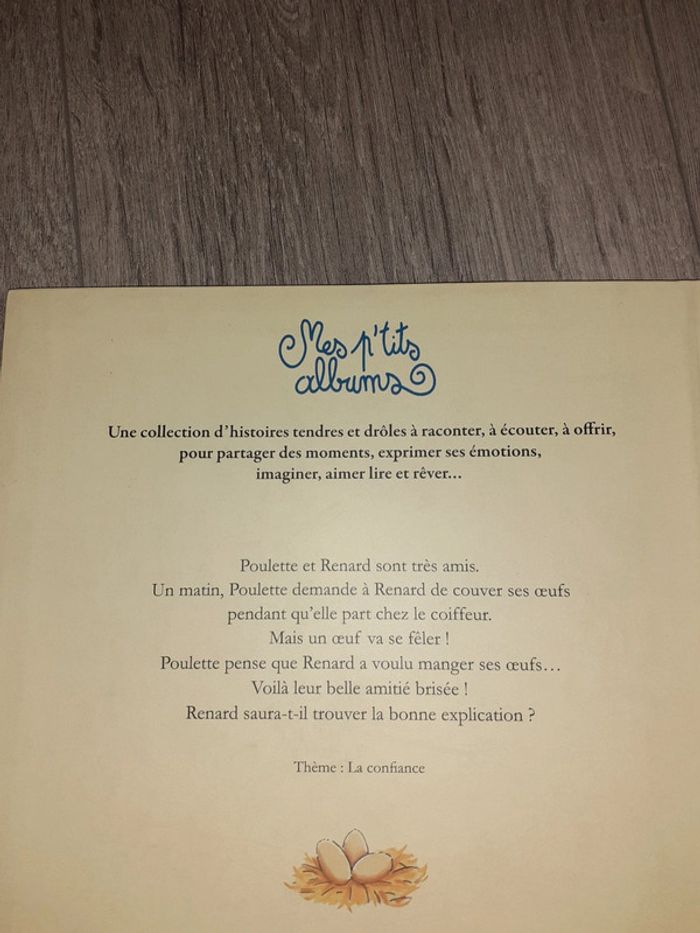 Mes p'tits
albums
Une collection d'histoires tendres et drôles à raconter, à écouter, à offrir,
pour partager des moments, exprimer ses émotions,
imaginer, aimer lire et rêver...
Poulette et Renard sont très amis.
Un matin, Poulette demande à Renard de couver ses œufs
pendant qu'elle part chez le coiffeur.
Mais un œuf va se fêler !
Poulette pense que Renard a voulu manger ses œufs...
Voilà leur belle amitié brisée !
Renard saura-t-il trouver la bonne explication ?
Thème : La confiance